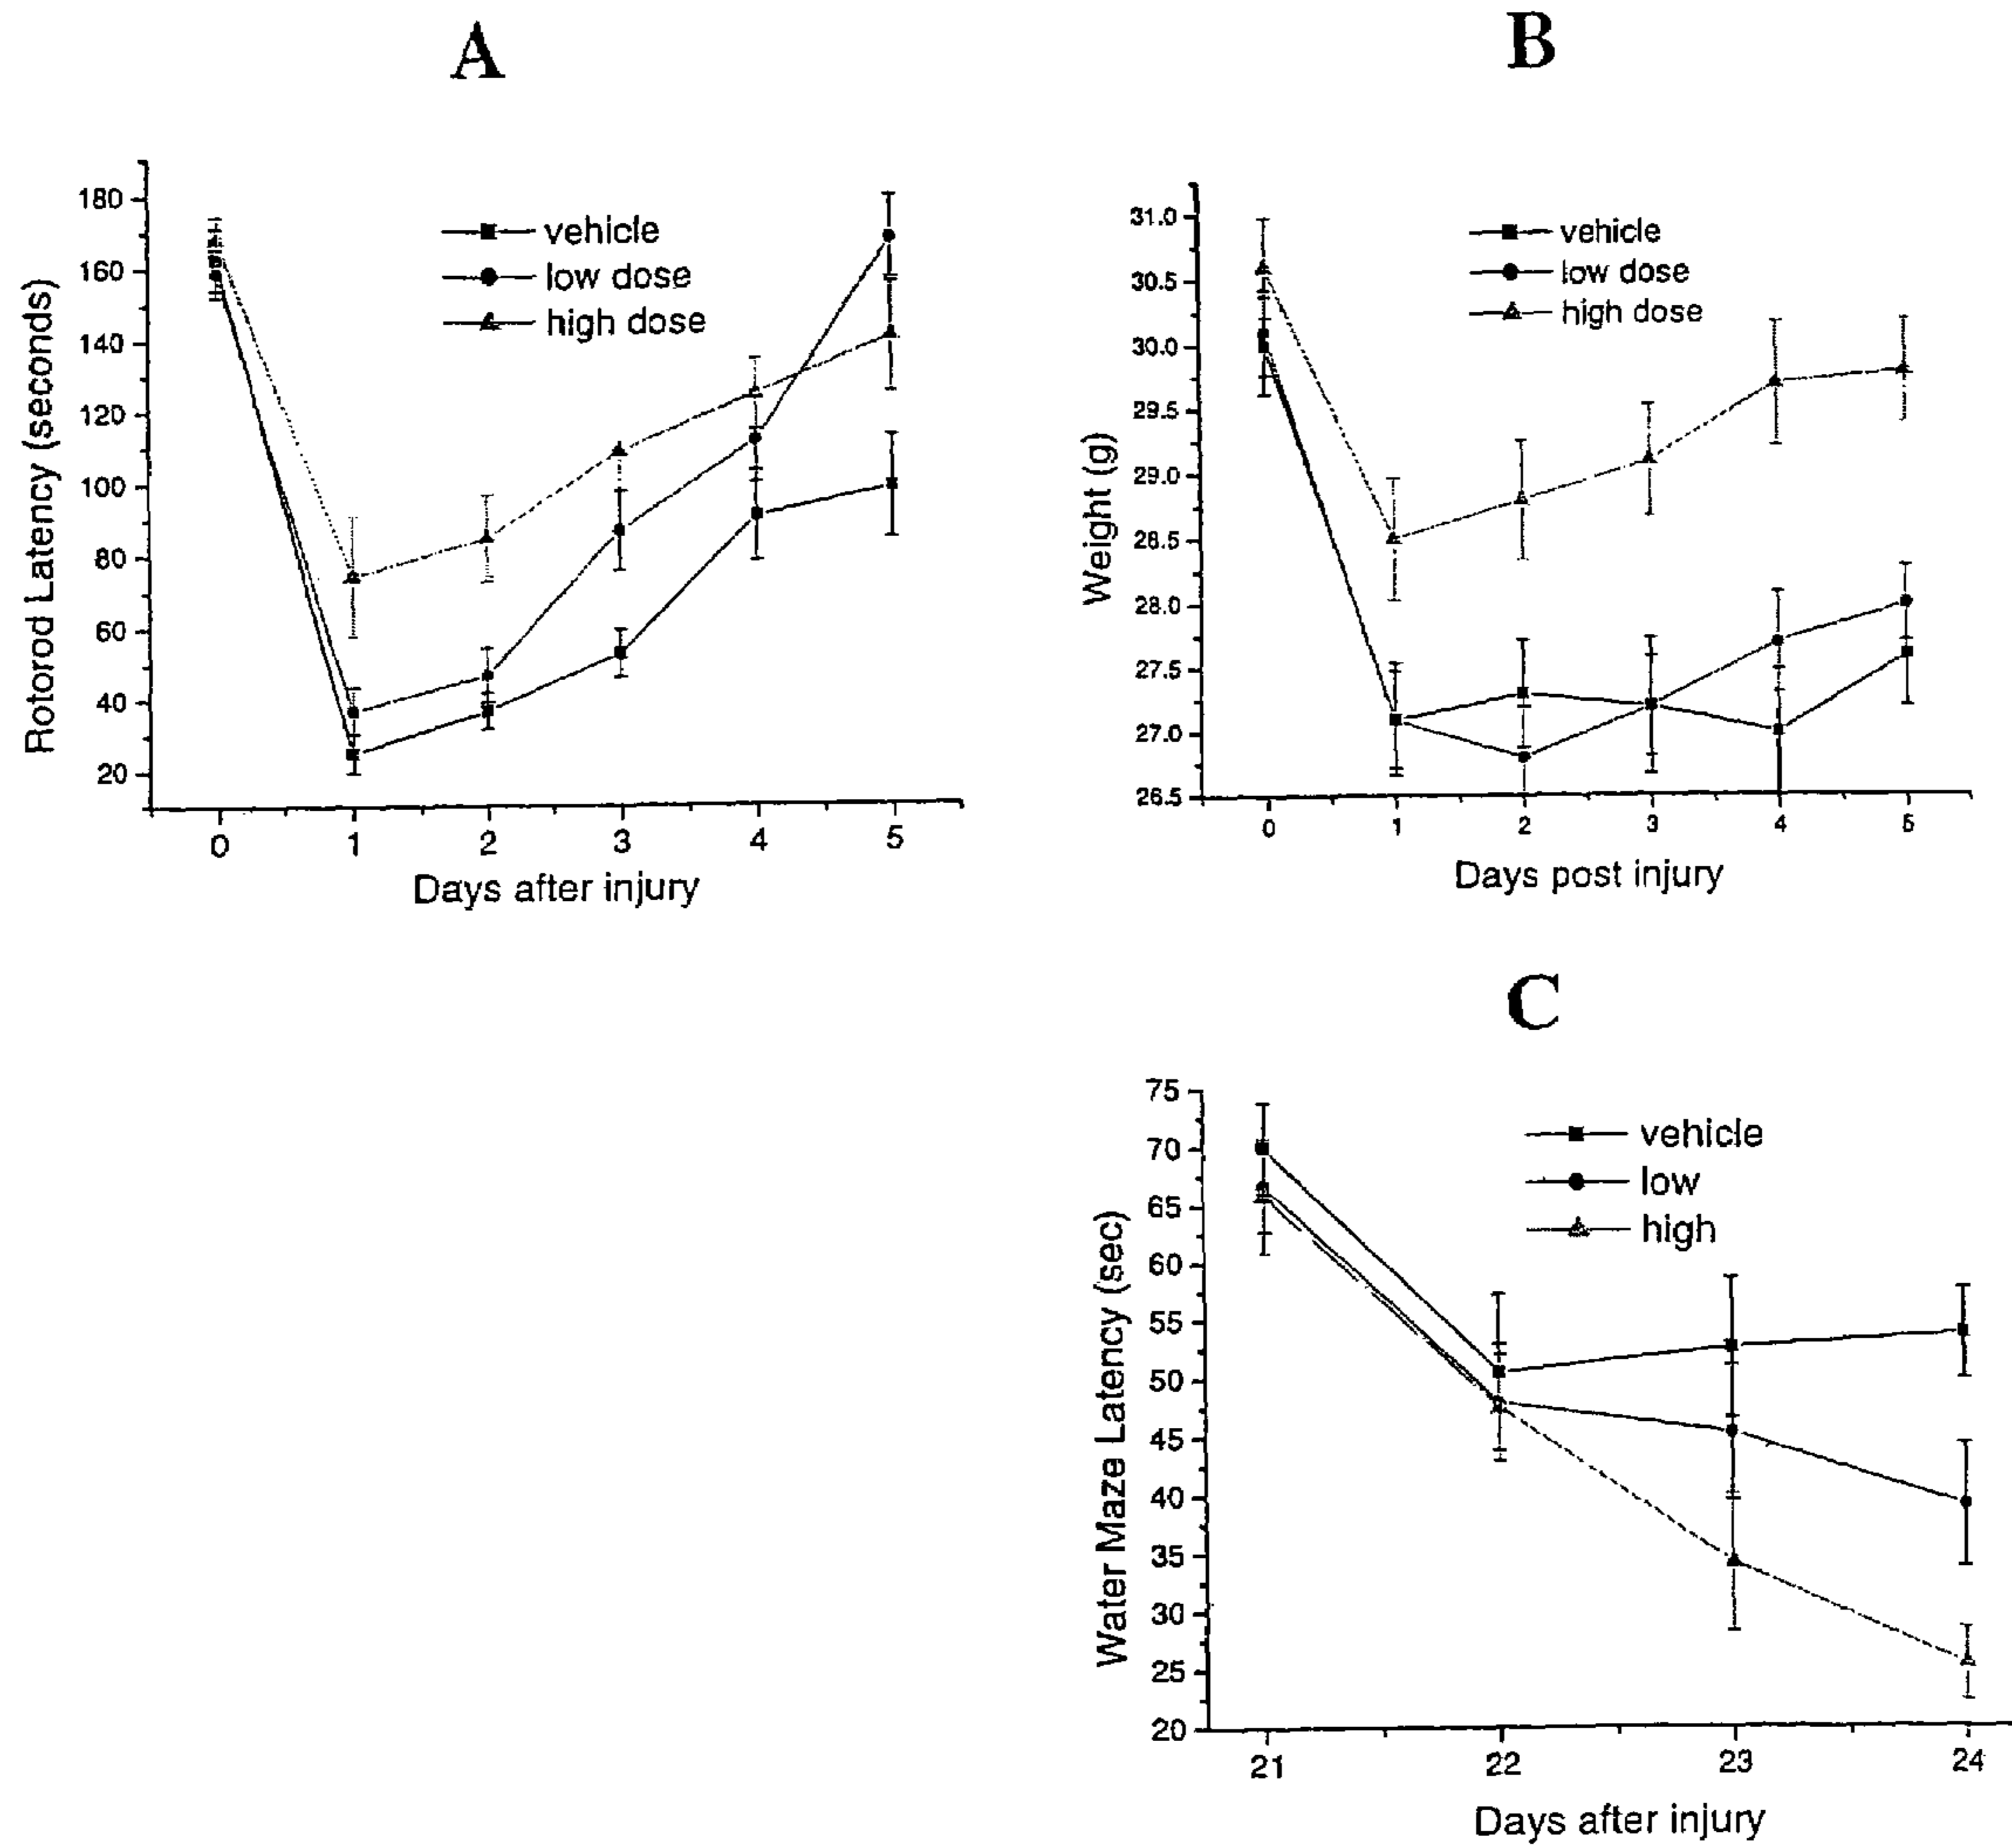 A
180
160
140
120
100
80
60
40
20
Rotorod Latency (seconds)
vehicle
low dose
high dose
0 1 2 3 4 5
Days after injury
B
31.0
30.5
30.0
29.5
29.0
28.5
28.0
27.5
27.0
26.5
Weight (g)
vehicle
low dose
high dose
0 1 2 3 4 5
Days post injury
C
75
70
65
60
55
50
45
40
35
30
25
20
Water Maze Latency (sec)
vehicle
low
high
21 22 23 24
Days after injury